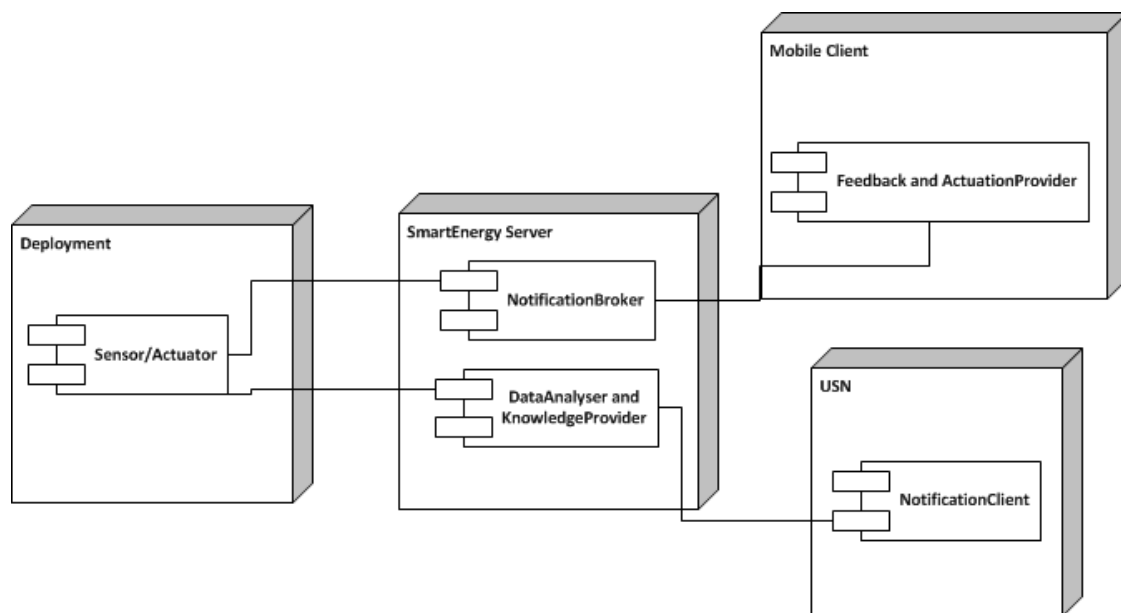 Mobile Client
Feedback and ActuationProvider
Deployment
Sensor/Actuator
SmartEnergy Server
NotificationBroker
DataAnalyser and
KnowledgeProvider
USN
NotificationClient